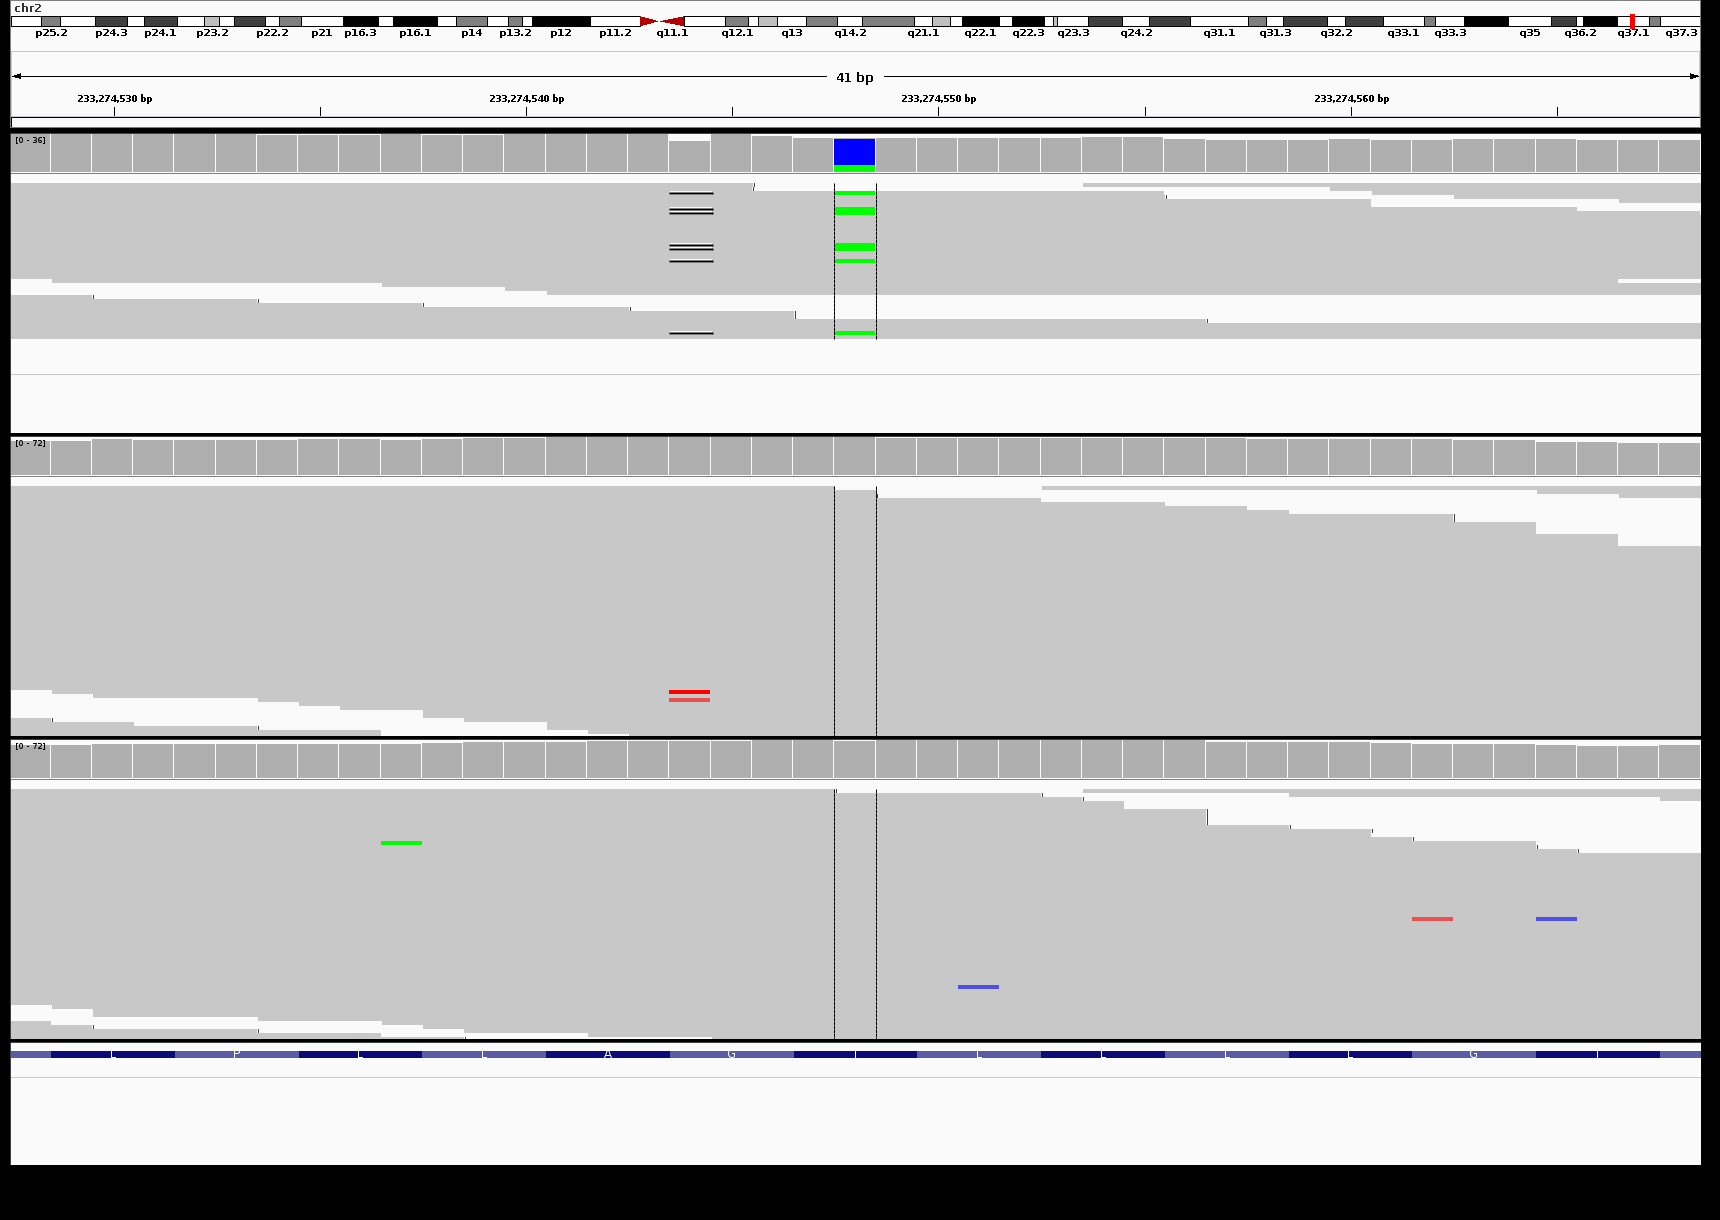 chr2
p25.2 p24.3 p24.1 p23.2 p22.2 p21 p16.3 p16.1 p14 p13.2 p12 p11.2 q11.1 q12.1 q13 q14.2 q21.1 q22.1 q22.3 q23.3 q24.2 q31.1 q31.3 q32.2 q33.1 q33.3 q35 q36.2 q37.1 q37.3
41 bp
233,274,530 bp 233,274,540 bp 233,274,550 bp 233,274,560 bp
[0 - 36]
[0 - 72]
[0 - 72]
L P L L A G I L L L L G I